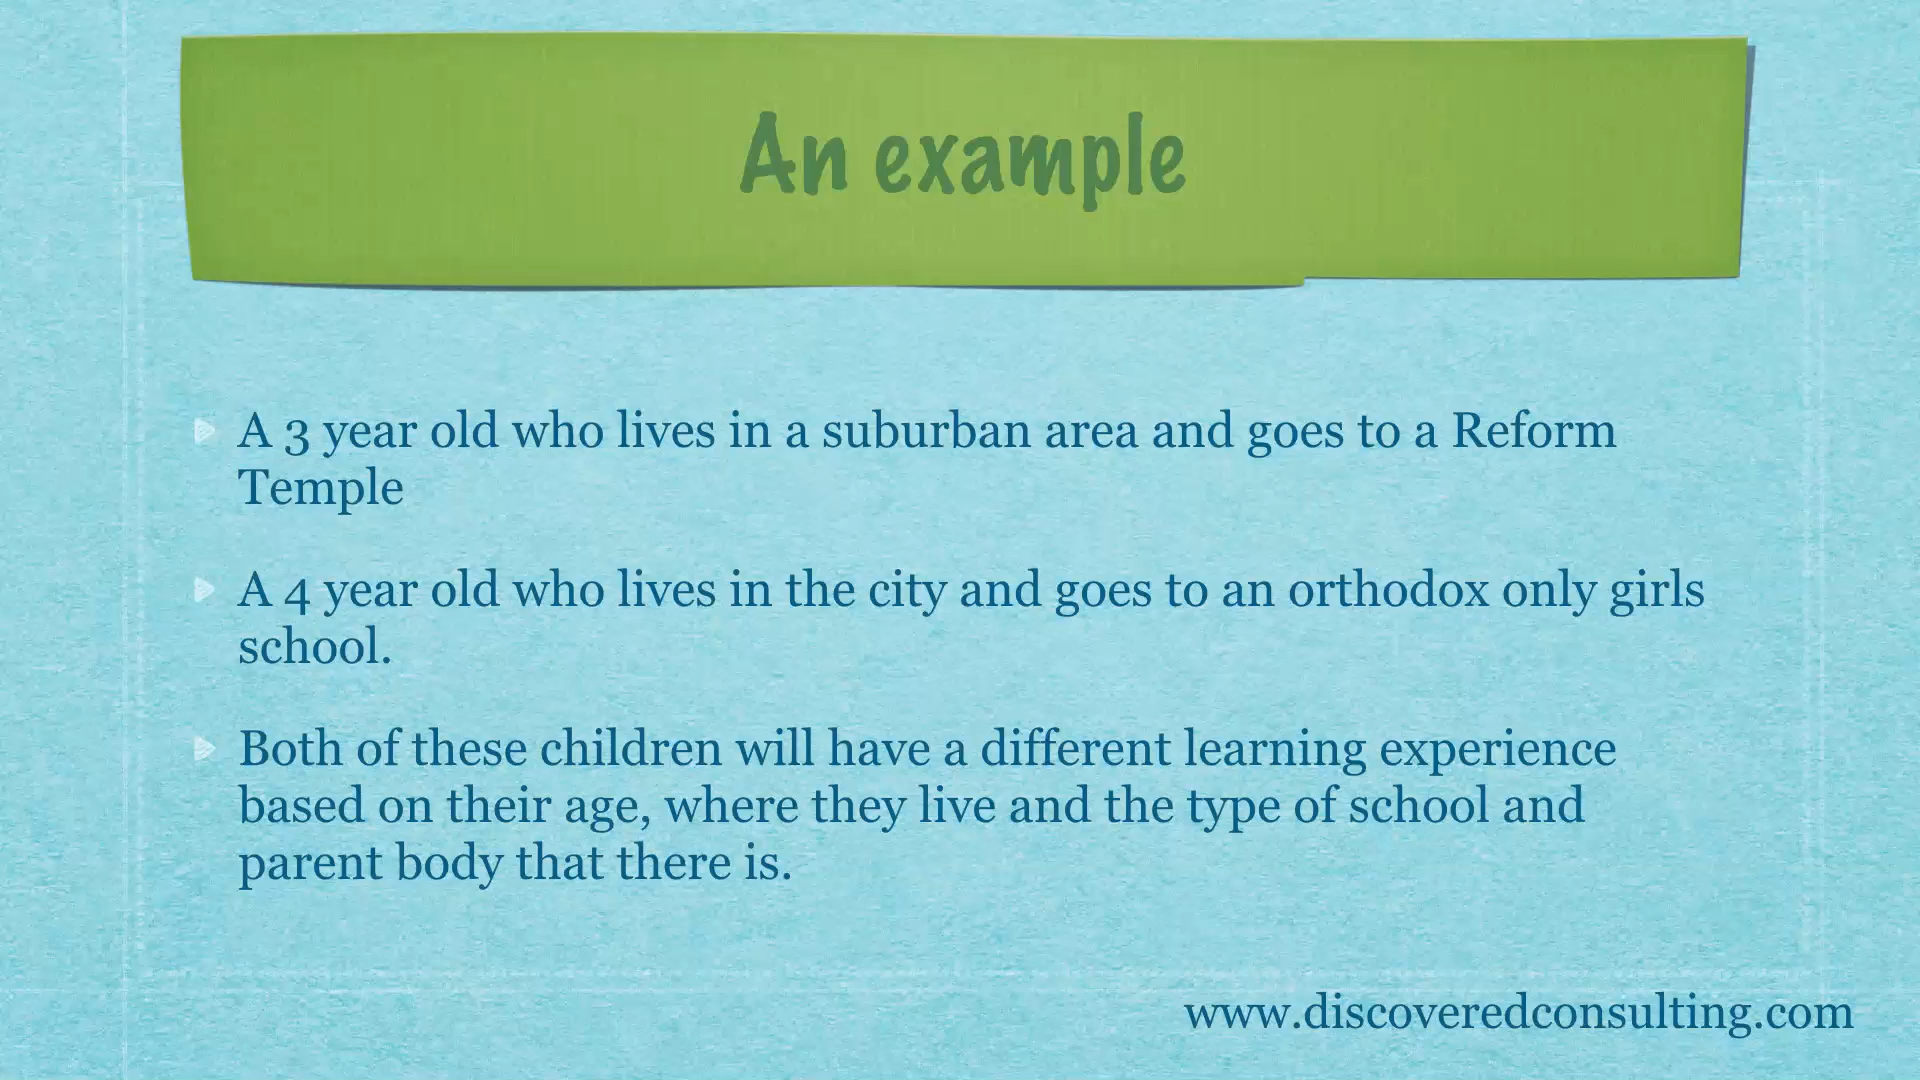 An example
A 3 year old who lives in a suburban area and goes to a Reform
Temple
A 4 year old who lives in the city and goes to an orthodox only girls
school.
Both of these children will have a different learning experience
based on their age, where they live and the type of school and
parent body that there is.
www.discoveredconsulting.com